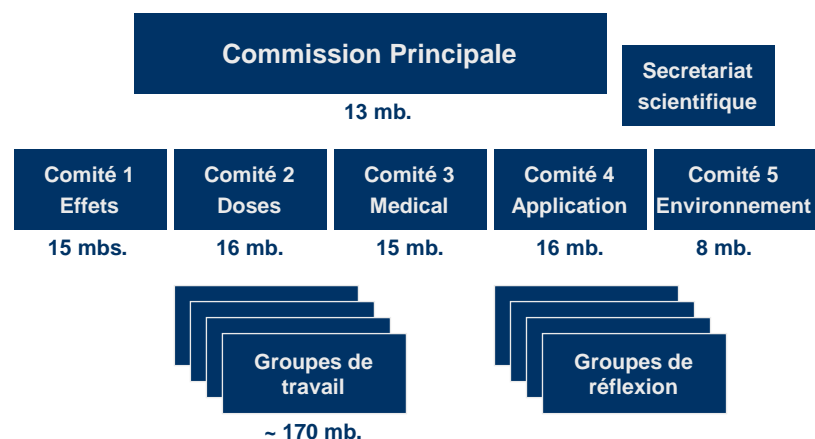 Commission Principale
Secretariat
scientifique
13 mb.
Comité 1
Effets
Comité 2
Doses
Comité 3
Medical
Comité 4
Application
Comité 5
Environnement
15 mbs.
16 mb.
15 mb.
16 mb.
8 mb.
Groupes de
travail
Groupes de
réflexion
~ 170 mb.